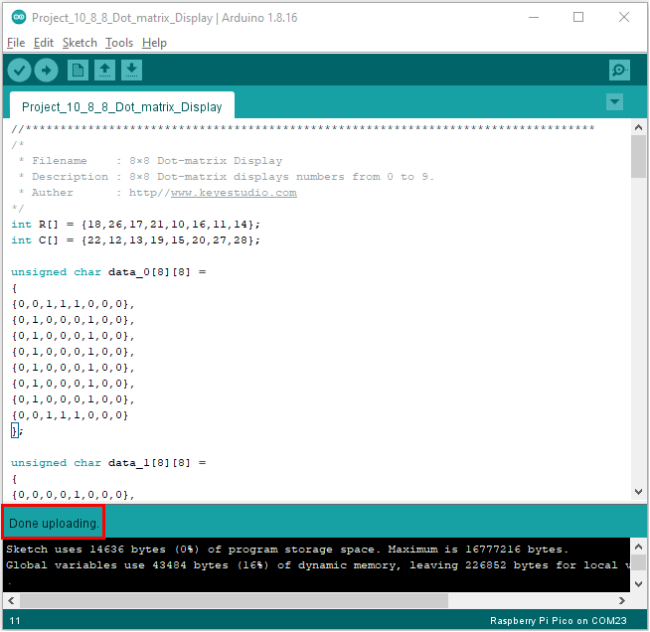 Project_10_8_8_Dot_matrix_Display | Arduino 1.8.16
File Edit Sketch Tools Help
Project_10_8_8_Dot_matrix_Display
//**********************************************************************************
/*
 * Filename    : 8×8 Dot-matrix Display
 * Description : 8×8 Dot-matrix displays numbers from 0 to 9.
 * Auther      : http//www.keyestudio.com
*/
int R[] = {18,26,17,21,10,16,11,14};
int C[] = {22,12,13,19,15,20,27,28};
unsigned char data_0[8][8] =
{
{0,0,1,1,1,0,0,0},
{0,1,0,0,0,1,0,0},
{0,1,0,0,0,1,0,0},
{0,1,0,0,0,1,0,0},
{0,1,0,0,0,1,0,0},
{0,1,0,0,0,1,0,0},
{0,1,0,0,0,1,0,0},
{0,0,1,1,1,0,0,0}
};
unsigned char data_1[8][8] =
{
{0,0,0,0,1,0,0,0},
Done uploading.
Sketch uses 14636 bytes (0%) of program storage space. Maximum is 16777216 bytes.
Global variables use 43484 bytes (16%) of dynamic memory, leaving 226852 bytes for local v
.
11 Raspberry Pi Pico on COM23